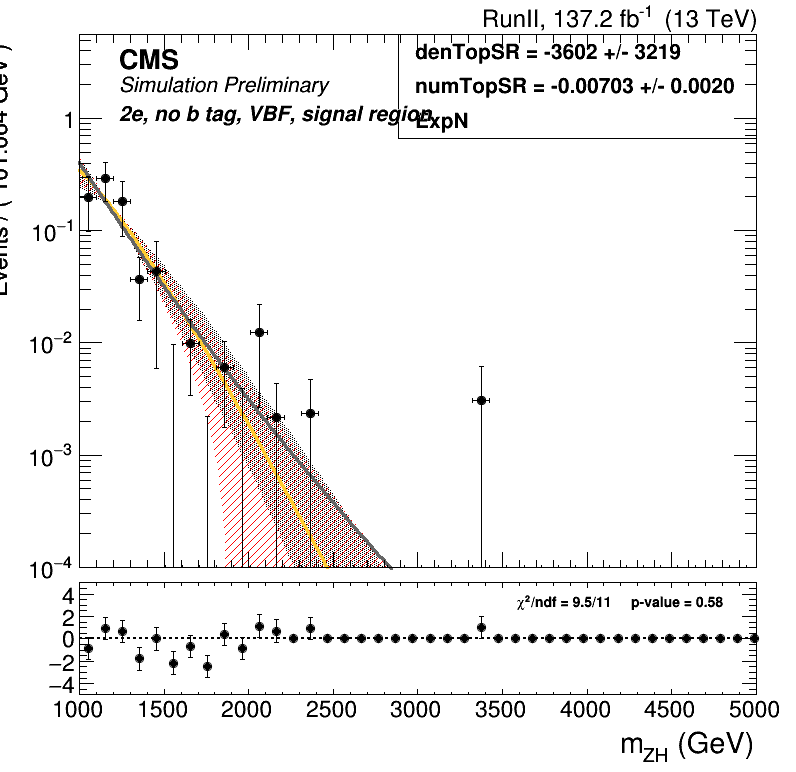 RunII, 137.2 fb-1 (13 TeV)
CMS
Simulation Preliminary
2e, no b tag, VBF, signal region
denTopSR = -3602 +/- 3219
numTopSR = -0.00703 +/- 0.0020
ExpN
1
10−1
10−2
10−3
10−4
χ2/ndf = 9.5/11 p-value = 0.58
4
2
0
−2
−4
1000 1500 2000 2500 3000 3500 4000 4500 5000
mZH (GeV)